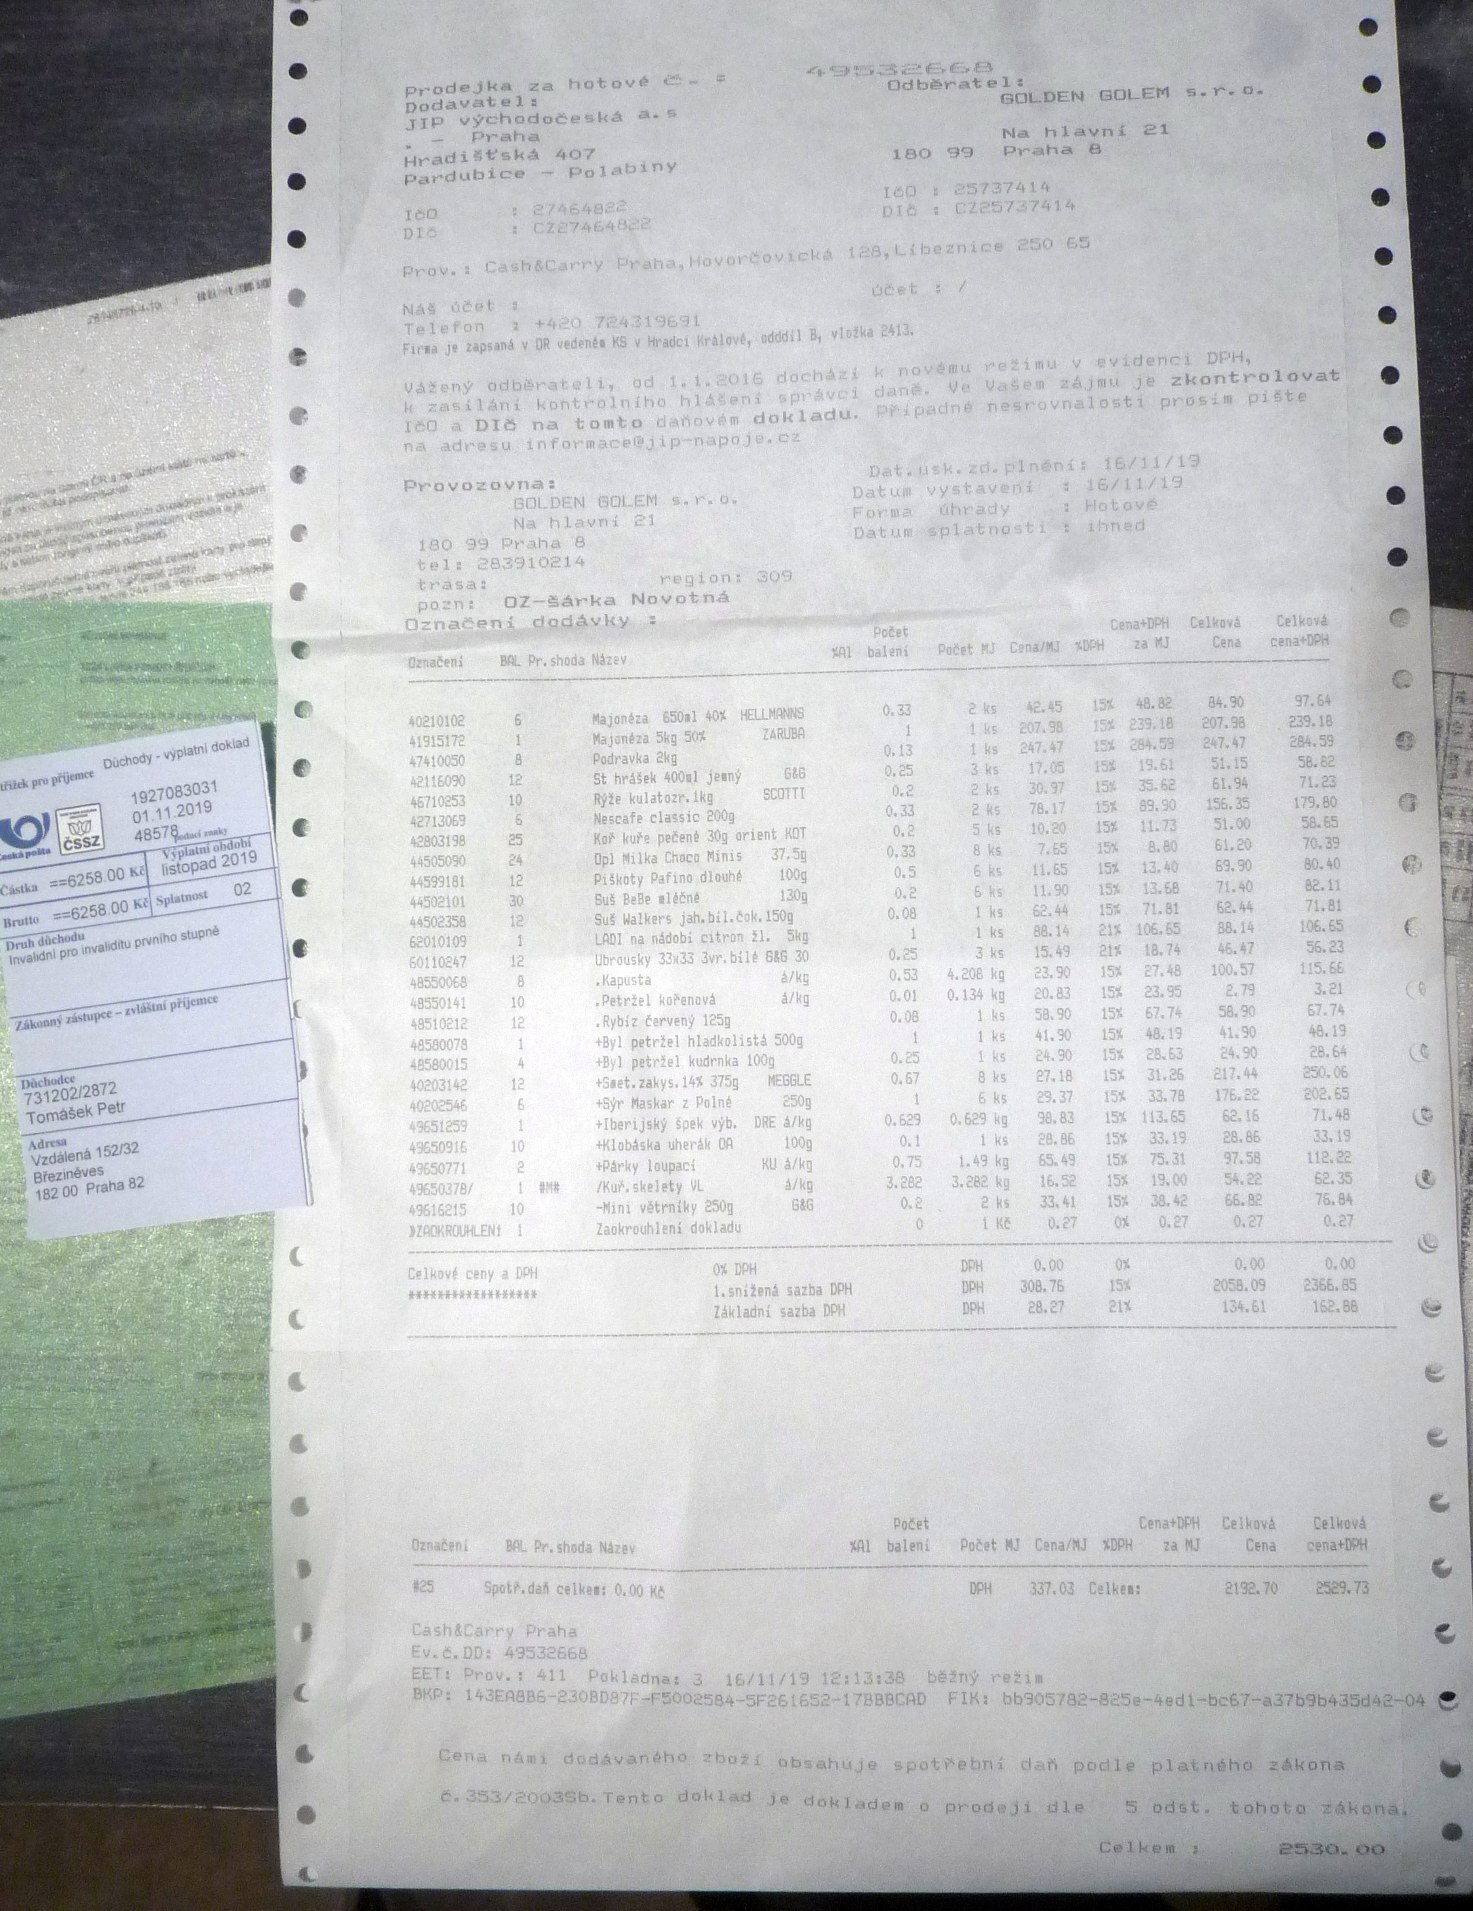 Prodejka za hotové č. = 49532668
Dodavatel:
Odběratel:
JIP východočeská a.s
GOLDEN GOLEM s.r.o.
. - Praha
Na hlavní 21
Hradišťská 407
180 99 Praha 8
Pardubice - Polabiny
IČO : 27464822
IČO : 25737414
DIČ : CZ27464822
DIČ : CZ25737414
Prov.: Cash&Carry Praha,Hovorčovická 128,Líbeznice 250 65
Náš účet :
účet : /
Telefon : +420 724319691
Firma je zapsaná v OR vedeném KS v Hradci Králové, odddíl B, vložka 2413.
Vážený odběrateli, od 1.1.2016 dochází k novému režimu v evidenci DPH,
k zasílání kontrolního hlášení správci daně. Ve Vašem zájmu je zkontrolovat
IČO a DIČ na tomto daňovém dokladu. Případné nesrovnalosti prosím pište
na adresu informace@jip-napoje.cz
Provozovna:
GOLDEN GOLEM s.r.o.
Na hlavní 21
180 99 Praha 8
tel: 283910214
trasa: region: 309
pozn: OZ-šárka Novotná
Dat.usk.zd.plnění: 16/11/19
Datum vystavení : 16/11/19
Forma úhrady : Hotově
Datum splatnosti : ihned
Označení dodávky :
Označení BAL Pr.shoda Název %Al Počet balení Počet MJ Cena/MJ %DPH Cena+DPH za MJ Celková Cena Celková cena+DPH
40210102 6 Majonéza 650ml 40% HELLMANNS 0.33 2 ks 42.45 15% 48.82 84.90 97.64
41915172 1 Majonéza 5kg 50% ZARUBA 1 1 ks 207.98 15% 239.18 207.98 239.18
47410050 8 Podravka 2kg 0.13 1 ks 247.47 15% 284.59 247.47 284.59
42116090 12 St hrášek 400ml jemný G&G 0.25 3 ks 17.05 15% 19.61 51.15 58.82
46710253 10 Rýže kulatozr.1kg SCOTTI 0.2 2 ks 30.97 15% 35.62 61.94 71.23
42713069 6 Nescafe classic 200g 0.33 2 ks 78.17 15% 89.90 156.35 179.80
42803198 25 Koř kuře pečené 30g orient KOT 0.2 5 ks 10.20 15% 11.73 51.00 58.65
44505090 24 Opl Milka Choco Minis 37.5g 0.33 8 ks 7.65 15% 8.80 61.20 70.39
44599181 12 Piškoty Pafino dlouhé 100g 0.5 6 ks 11.65 15% 13.40 69.90 80.40
44502101 30 Suš BeBe mléčné 130g 0.2 6 ks 11.90 15% 13.68 71.40 82.11
44502358 12 Suš Walkers jah.bíl.čok.150g 0.08 1 ks 62.44 15% 71.81 62.44 71.81
62010109 1 LADI na nádobí citron žl. 5kg 1 1 ks 88.14 21% 106.65 88.14 106.65
60110247 12 Ubrousky 33x33 3vr.bílé G&G 30 0.25 3 ks 15.49 21% 18.74 46.47 56.23
48550068 8 .Kapusta á/kg 0.53 4.208 kg 23.90 15% 27.48 100.57 115.66
48550141 10 .Petržel kořenová á/kg 0.01 0.134 kg 20.83 15% 23.95 2.79 3.21
48510212 12 .Rybíz červený 125g 0.08 1 ks 58.90 15% 67.74 58.90 67.74
48580078 1 +Byl petržel hladkolistá 500g 1 1 ks 41.90 15% 48.19 41.90 48.19
48580015 4 +Byl petržel kudrnka 100g 0.25 1 ks 24.90 15% 28.63 24.90 28.64
40203142 12 +Smet.zakys.14% 375g MEGGLE 0.67 8 ks 27.18 15% 31.26 217.44 250.06
40202546 6 +Sýr Maskar z Polné 250g 1 6 ks 29.37 15% 33.78 176.22 202.65
49651259 1 +Iberijský špek výb. DRE á/kg 0.629 0.629 kg 98.83 15% 113.65 62.16 71.48
49650916 10 +Klobáska uherák OA 100g 0.1 1 ks 28.86 15% 33.19 28.86 33.19
49650771 2 +Párky loupací KU á/kg 0.75 1.49 kg 65.49 15% 75.31 97.58 112.22
49650378/ 1 #M# /Kuř.skelety VL á/kg 3.282 3.282 kg 16.52 15% 19.00 54.22 62.35
49616215 10 -Mini větrníky 250g G&G 0.2 2 ks 33.41 15% 38.42 66.82 76.84
»ZAOKROUHLENÍ 1 Zaokrouhlení dokladu 0 1 Kč 0.27 0% 0.27 0.27 0.27
Celkové ceny a DPH 0% DPH DPH 0.00 0% 0.00 0.00
****************** 1.snížená sazba DPH DPH 308.76 15% 2058.09 2366.85
Základní sazba DPH DPH 28.27 21% 134.61 162.88
Označení BAL Pr.shoda Název %Al Počet balení Počet MJ Cena/MJ %DPH Cena+DPH za MJ Celková Cena Celková cena+DPH
#25 Spotř.daň celkem: 0.00 Kč DPH 337.03 Celkem: 2192.70 2529.73
Cash&Carry Praha
Ev.č.DD: 49532668
EET: Prov.: 411 Pokladna: 3 16/11/19 12:13:38 běžný režim
BKP: 143EA8B6-230BD87F-F5002584-5F261652-178BBCAD FIK: bb905782-825e-4ed1-bc67-a37b9b435d42-04
Cena námi dodávaného zboží obsahuje spotřební daň podle platného zákona
č.353/2003Sb.Tento doklad je dokladem o prodeji dle 5 odst. tohoto zákona.
Celkem : 2530.00
Důchody - výplatní doklad
střížek pro příjemce
1927083031
01.11.2019
48578
podací znaky
Česká pošta
ČSSZ
Výplatní období
listopad 2019
Částka ==6258.00 Kč
Brutto ==6258.00 Kč
Splatnost 02
Druh důchodu
Invalidní pro invaliditu prvního stupně
Zákonný zástupce – zvláštní příjemce
Důchodce
731202/2872
Tomášek Petr
Adresa
Vzdálená 152/32
Březiněves
182 00 Praha 82